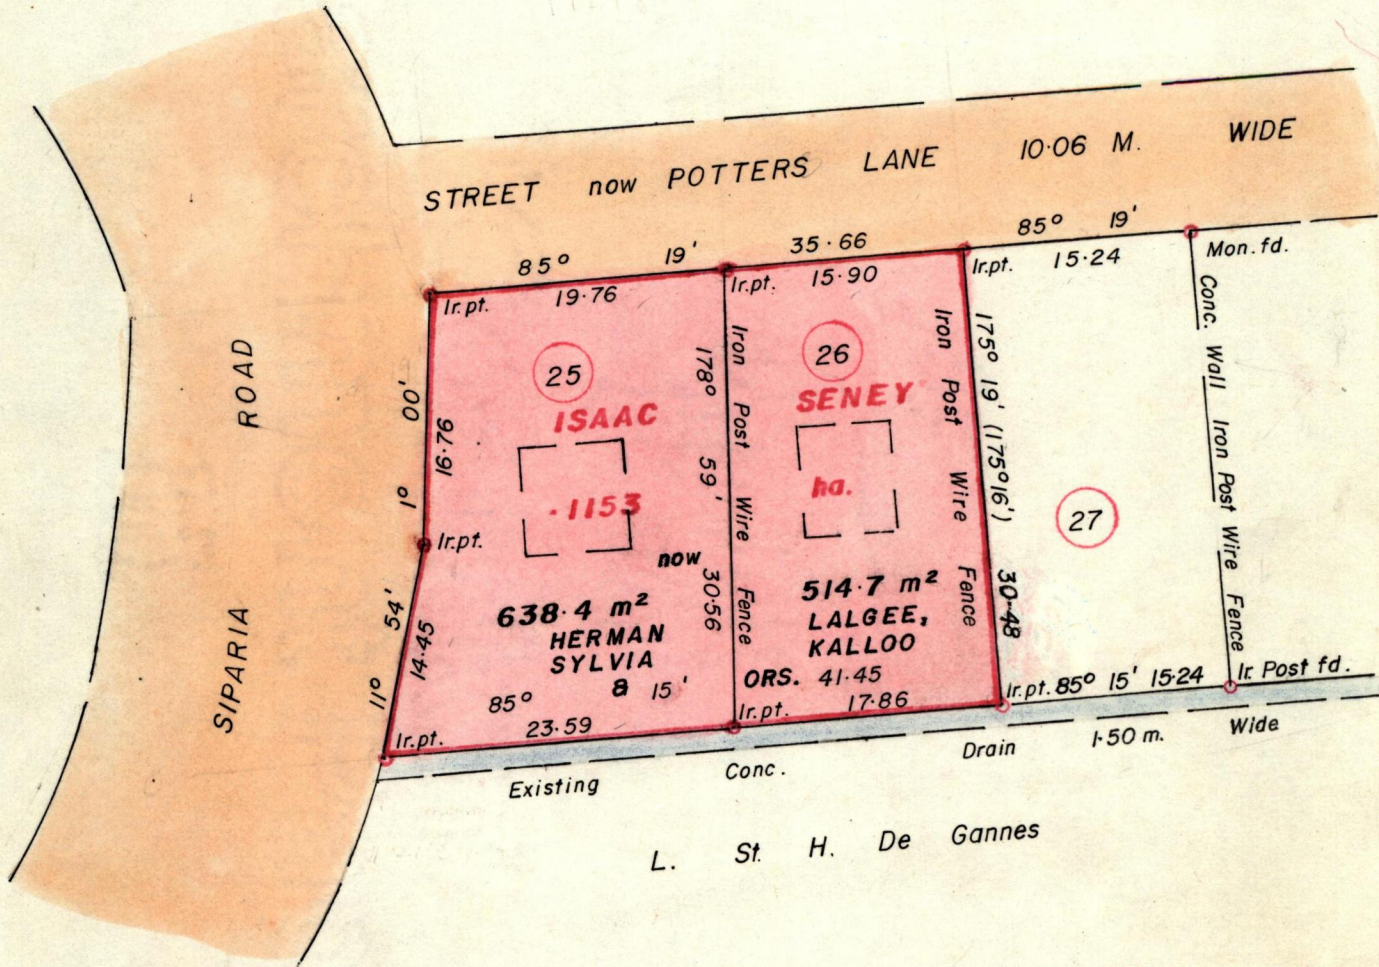 STREET now POTTERS LANE 10·06 M. WIDE
85° 19' 35·66 85° 19'
Ir.pt. 19·76 Ir.pt. 15·90 Ir.pt. 15·24 Mon.fd.
SIPARIA ROAD
1° 00'
16·76
Ir.pt.
11° 54'
14·45
25
ISAAC
·1153
now
638·4 m²
HERMAN
SYLVIA
&
85° 15'
Ir.pt. 23·59
178° 59' 30·56
Iron Post Wire Fence
26
SENEY
ha.
514·7 m²
LALGEE,
KALLOO
ORS. 41·45
Ir.pt. 17·86
Iron Post Wire Fence
175° 19' (175°16') 30·48
27
Conc. Wall Iron Post Wire Fence
Ir.pt. 85° 15' 15·24 Ir. Post fd.
Existing Conc. Drain 1·50 m. Wide
L. St. H. De Gannes